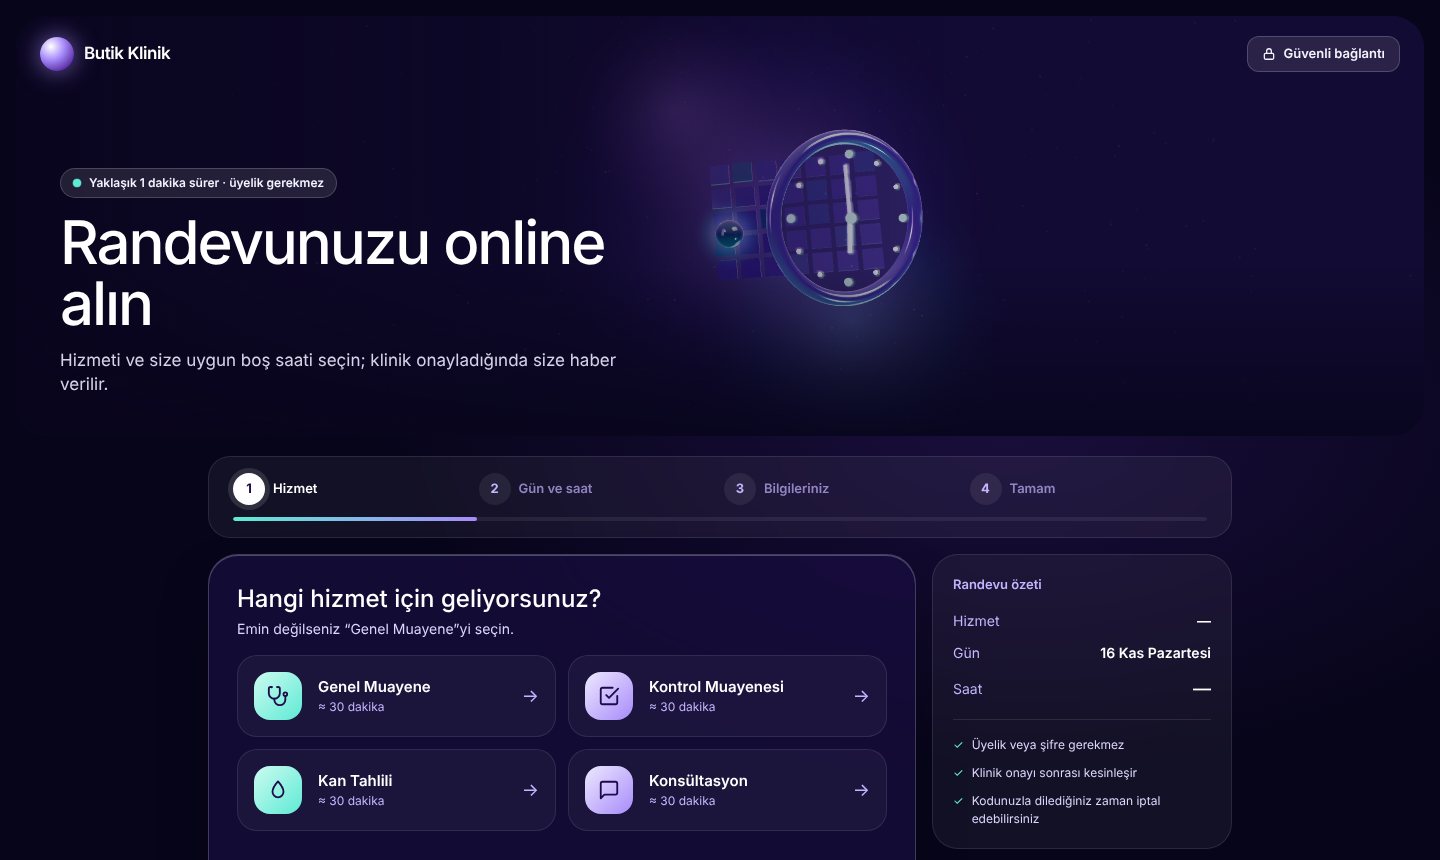 Butik Klinik
Güvenli bağlantı
Yaklaşık 1 dakika sürer · üyelik gerekmez
Randevunuzu online
alın
Hizmeti ve size uygun boş saati seçin; klinik onayladığında size haber
verilir.
1 Hizmet
2 Gün ve saat
3 Bilgileriniz
4 Tamam
Hangi hizmet için geliyorsunuz?
Emin değilseniz “Genel Muayene”yi seçin.
Genel Muayene
≈ 30 dakika
Kontrol Muayenesi
≈ 30 dakika
Kan Tahlili
≈ 30 dakika
Konsültasyon
≈ 30 dakika
Randevu özeti
Hizmet —
Gün 16 Kas Pazartesi
Saat —
Üyelik veya şifre gerekmez
Klinik onayı sonrası kesinleşir
Kodunuzla dilediğiniz zaman iptal
edebilirsiniz